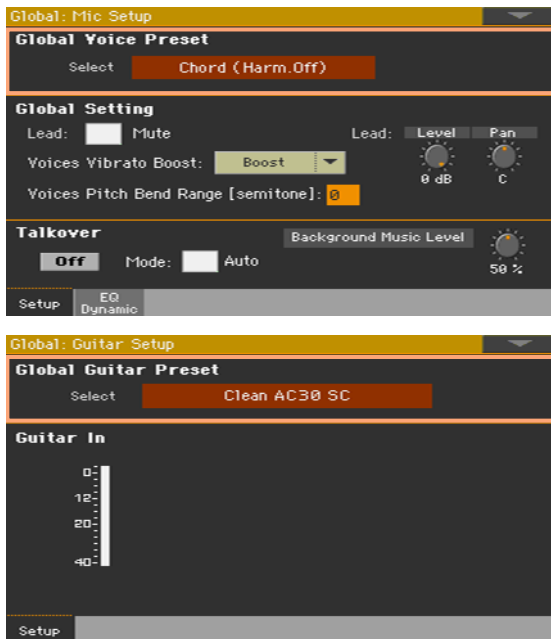 Global: Mic Setup
Global Voice Preset
Select Chord (Harm.Off)
Global Setting
Lead: Mute Lead: Level Pan
Voices Vibrato Boost: Boost
0 dB C
Voices Pitch Bend Range [semitone]: 0
Talkover Background Music Level
Off Mode: Auto 50 %
Setup EQ Dynamic
Global: Guitar Setup
Global Guitar Preset
Select Clean AC30 SC
Guitar In
0
12
20
40
Setup